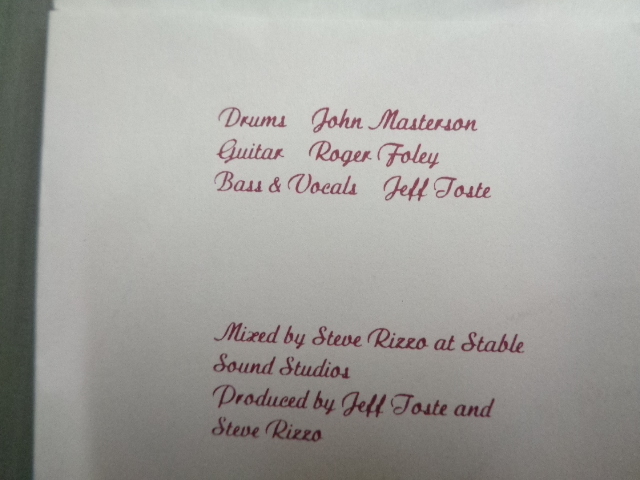 Drums John Masterson
Guitar Roger Foley
Bass & Vocals Jeff Toste
Mixed by Steve Rizzo at Stable
Sound Studios
Produced by Jeff Toste and
Steve Rizzo